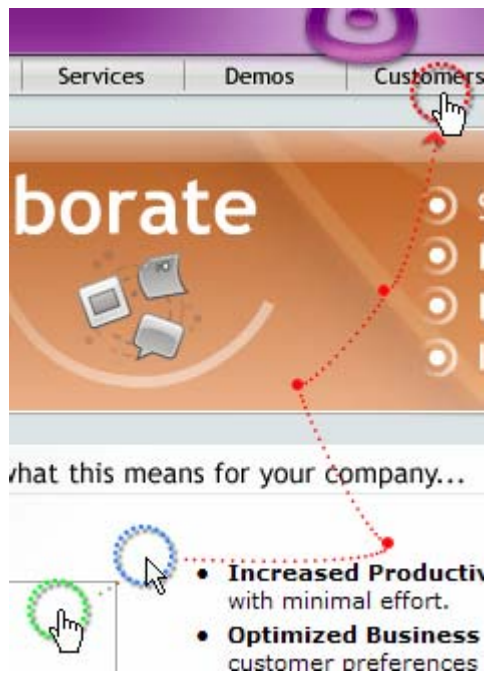 Services Demos Customers
borate
what this means for your company...
• Increased Productiv
with minimal effort.
• Optimized Business
customer preferences